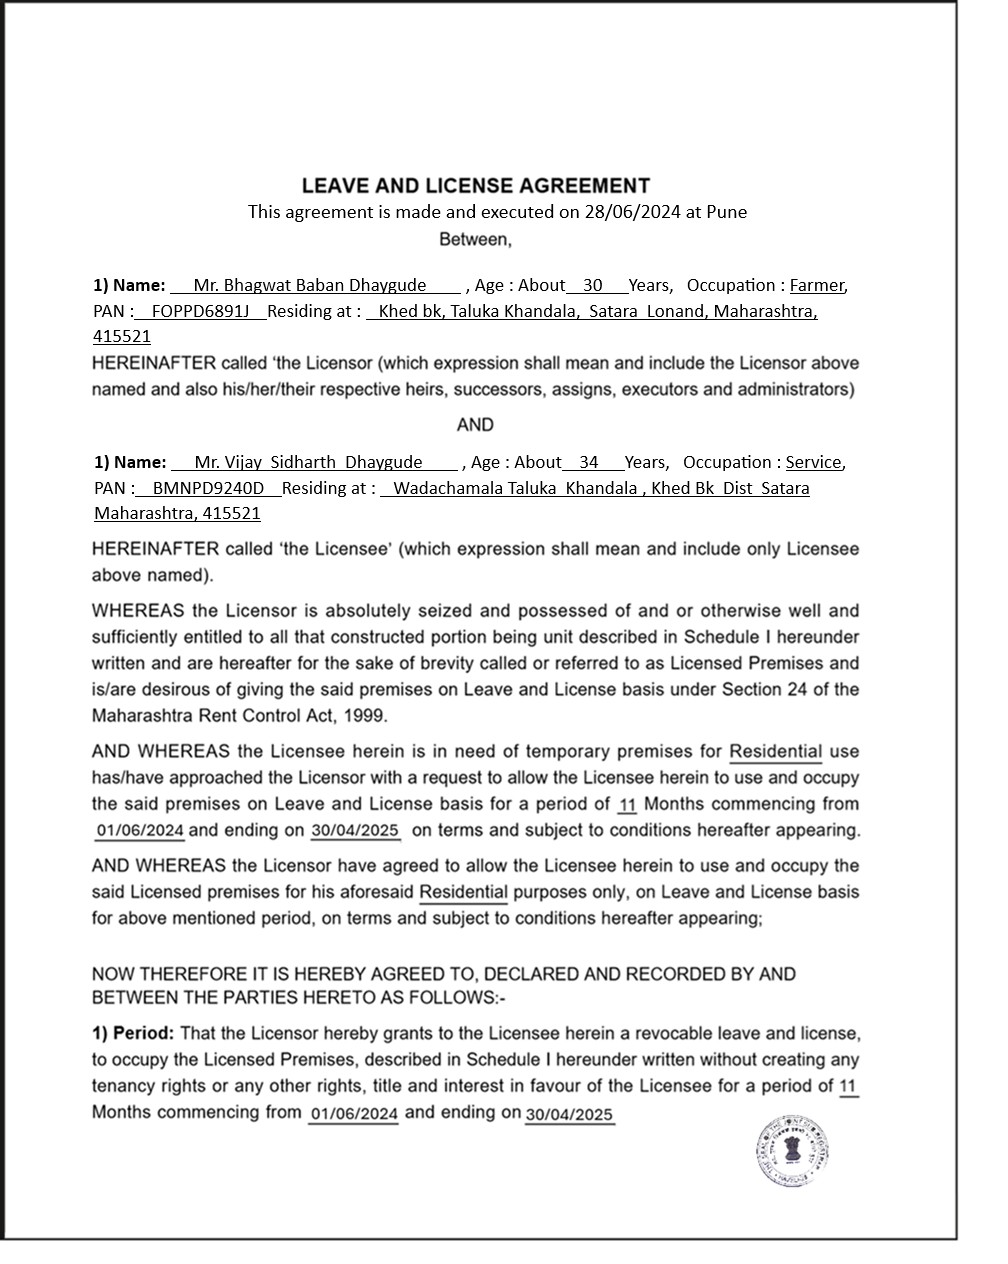 LEAVE AND LICENSE AGREEMENT
This agreement is made and executed on 28/06/2024 at Pune
Between,
1) Name: Mr. Bhagwat Baban Dhaygude , Age : About 30 Years, Occupation : Farmer,
PAN : FOPPD6891J Residing at : Khed bk, Taluka Khandala, Satara Lonand, Maharashtra,
415521
HEREINAFTER called ‘the Licensor (which expression shall mean and include the Licensor above
named and also his/her/their respective heirs, successors, assigns, executors and administrators)
AND
1) Name: Mr. Vijay Sidharth Dhaygude , Age : About 34 Years, Occupation : Service,
PAN : BMNPD9240D Residing at : Wadachamala Taluka Khandala , Khed Bk Dist Satara
Maharashtra, 415521
HEREINAFTER called ‘the Licensee’ (which expression shall mean and include only Licensee
above named).
WHEREAS the Licensor is absolutely seized and possessed of and or otherwise well and
sufficiently entitled to all that constructed portion being unit described in Schedule I hereunder
written and are hereafter for the sake of brevity called or referred to as Licensed Premises and
is/are desirous of giving the said premises on Leave and License basis under Section 24 of the
Maharashtra Rent Control Act, 1999.
AND WHEREAS the Licensee herein is in need of temporary premises for Residential use
has/have approached the Licensor with a request to allow the Licensee herein to use and occupy
the said premises on Leave and License basis for a period of 11 Months commencing from
01/06/2024 and ending on 30/04/2025 on terms and subject to conditions hereafter appearing.
AND WHEREAS the Licensor have agreed to allow the Licensee herein to use and occupy the
said Licensed premises for his aforesaid Residential purposes only, on Leave and License basis
for above mentioned period, on terms and subject to conditions hereafter appearing;
NOW THEREFORE IT IS HEREBY AGREED TO, DECLARED AND RECORDED BY AND
BETWEEN THE PARTIES HERETO AS FOLLOWS:-
1) Period: That the Licensor hereby grants to the Licensee herein a revocable leave and license,
to occupy the Licensed Premises, described in Schedule I hereunder written without creating any
tenancy rights or any other rights, title and interest in favour of the Licensee for a period of 11
Months commencing from 01/06/2024 and ending on 30/04/2025
THE SEAL OF THE JOINT